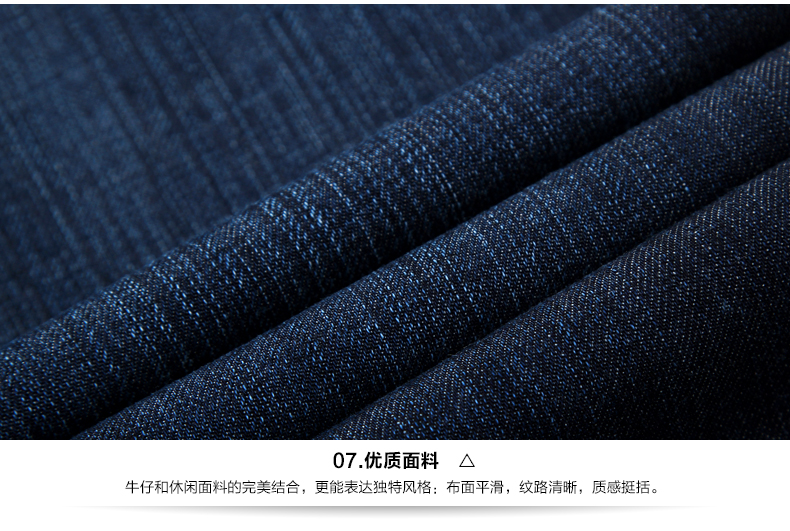 07.优质面料 △
牛仔和休闲面料的完美结合，更能表达独特风格；布面平滑，纹路清晰，质感挺括。